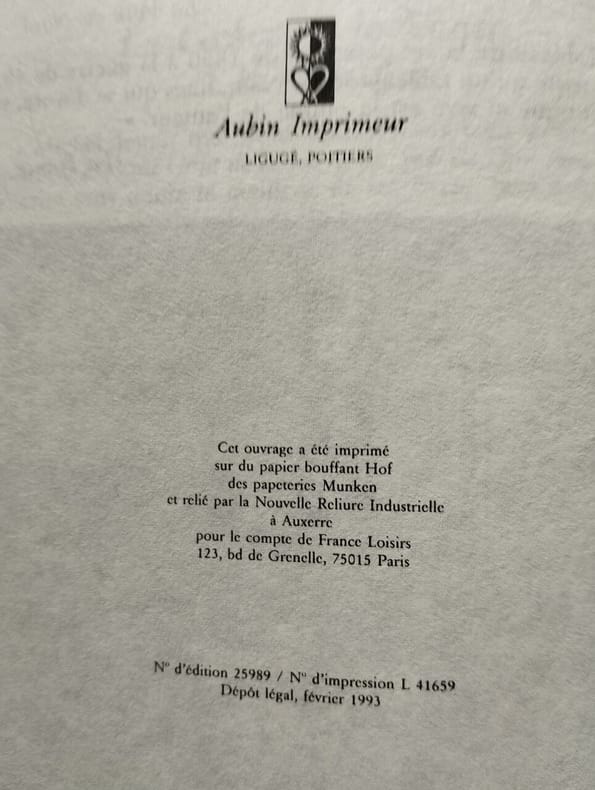 Aubin Imprimeur
LIGUGÉ, POITIERS
Cet ouvrage a été imprimé
sur du papier bouffant Hof
des papeteries Munken
et relié par la Nouvelle Reliure Industrielle
à Auxerre
pour le compte de France Loisirs
123, bd de Grenelle, 75015 Paris
N° d'édition 25989 / N° d'impression L 41659
Dépôt légal, février 1993